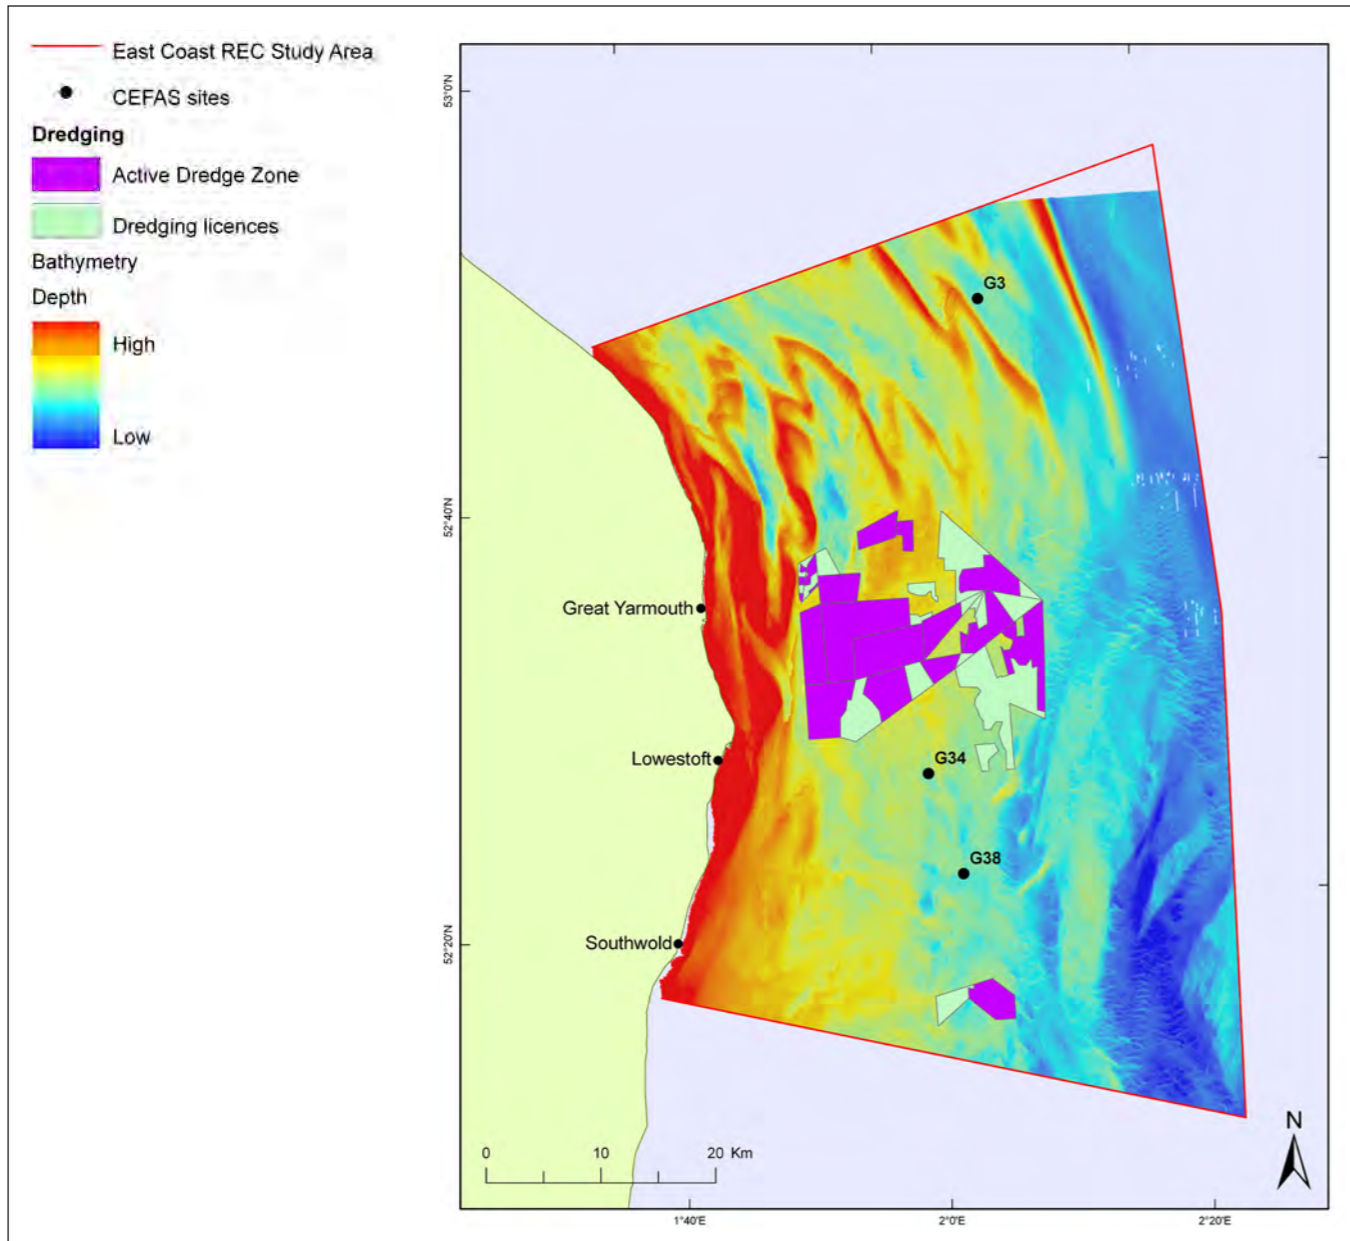 East Coast REC Study Area
CEFAS sites
Dredging
Active Dredge Zone
Dredging licences
Bathymetry
Depth
High
Low
53°0'N
52°40'N
52°20'N
G3
Great Yarmouth
Lowestoft
G34
G38
Southwold
0 10 20 Km
N
1°40'E 2°0'E 2°20'E